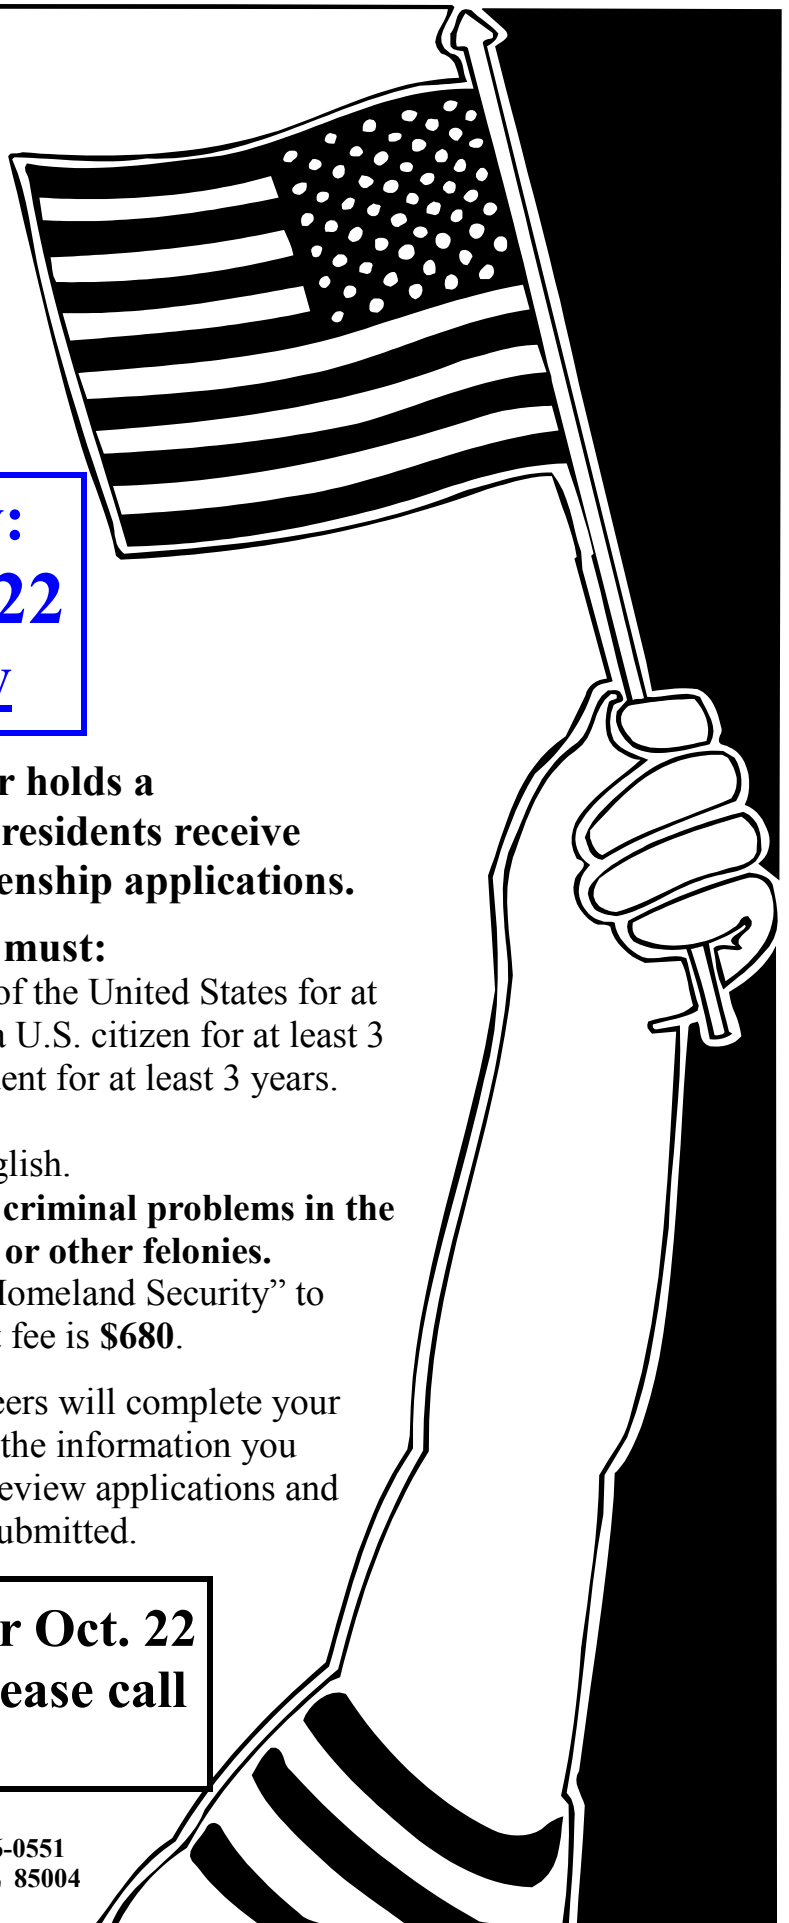 :
22
r holds a
residents receive
enship applications.
must:
of the United States for at
a U.S. citizen for at least 3
ent for at least 3 years.
glish.
criminal problems in the
or other felonies.
Homeland Security” to
fee is $680.
eers will complete your
the information you
eview applications and
ubmitted.
r Oct. 22
ease call
-0551
85004